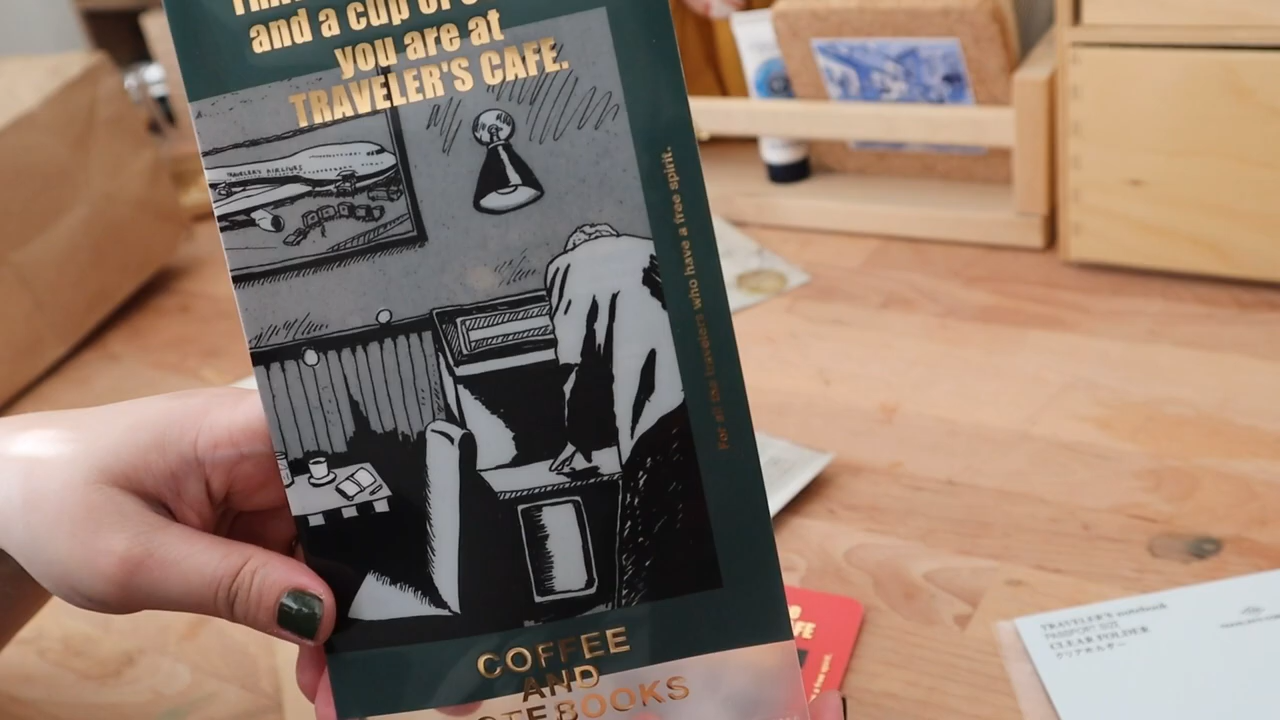 and a cup of
you are at
TRAVELER'S CAFE.
TRAVELER'S AIRLINES
For all the travelers who have a free spirit.
COFFEE
AND
NOTEBOOKS
TRAVELER'S notebook
PASSPORT SIZE
CLEAR FOLDER
クリアホルダー